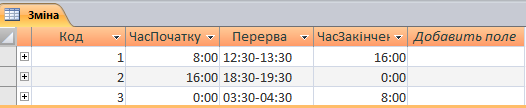 Зміна
Код ЧасПочатку Перерва ЧасЗакінчен Добавить поле
1 8:00 12:30-13:30 16:00
2 16:00 18:30-19:30 0:00
3 0:00 03:30-04:30 8:00